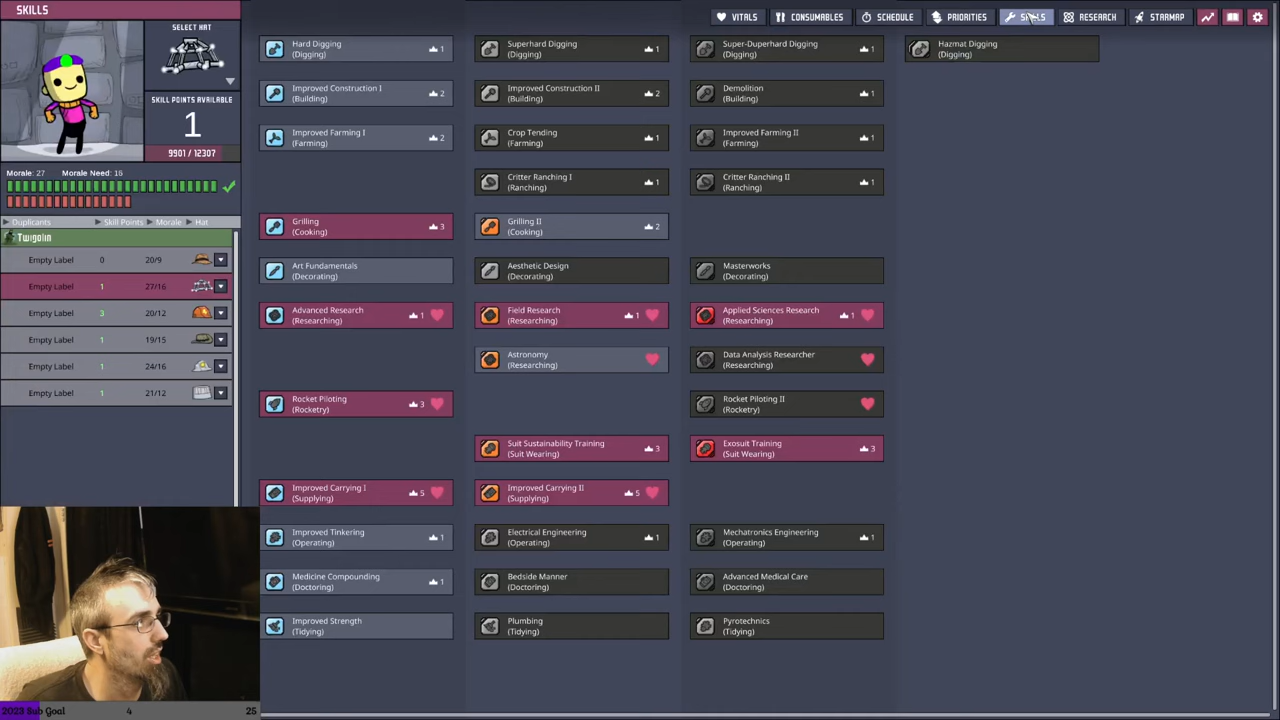 SKILLS
VITALS
CONSUMABLES
SCHEDULE
PRIORITIES
SKILLS
RESEARCH
STARMAP
SELECT HAT
SKILL POINTS AVAILABLE
1
9901 / 12307
Morale: 27 Morale Need: 16
Duplicants Skill Points Morale Hat
Twigolin
Empty Label 0 20/9
Empty Label 1 27/16
Empty Label 3 20/12
Empty Label 1 19/15
Empty Label 1 24/16
Empty Label 1 21/12
Hard Digging
(Digging)
1
Superhard Digging
(Digging)
1
Super-Duperhard Digging
(Digging)
1
Hazmat Digging
(Digging)
Improved Construction I
(Building)
2
Improved Construction II
(Building)
2
Demolition
(Building)
1
Improved Farming I
(Farming)
2
Crop Tending
(Farming)
1
Improved Farming II
(Farming)
1
Critter Ranching I
(Ranching)
1
Critter Ranching II
(Ranching)
1
Grilling
(Cooking)
3
Grilling II
(Cooking)
2
Art Fundamentals
(Decorating)
Aesthetic Design
(Decorating)
Masterworks
(Decorating)
Advanced Research
(Researching)
1
Field Research
(Researching)
1
Applied Sciences Research
(Researching)
1
Astronomy
(Researching)
Data Analysis Researcher
(Researching)
Rocket Piloting
(Rocketry)
3
Rocket Piloting II
(Rocketry)
Suit Sustainability Training
(Suit Wearing)
3
Exosuit Training
(Suit Wearing)
3
Improved Carrying I
(Supplying)
5
Improved Carrying II
(Supplying)
5
Improved Tinkering
(Operating)
1
Electrical Engineering
(Operating)
1
Mechatronics Engineering
(Operating)
1
Medicine Compounding
(Doctoring)
1
Bedside Manner
(Doctoring)
Advanced Medical Care
(Doctoring)
Improved Strength
(Tidying)
Plumbing
(Tidying)
Pyrotechnics
(Tidying)
2023 Sub Goal 4 25